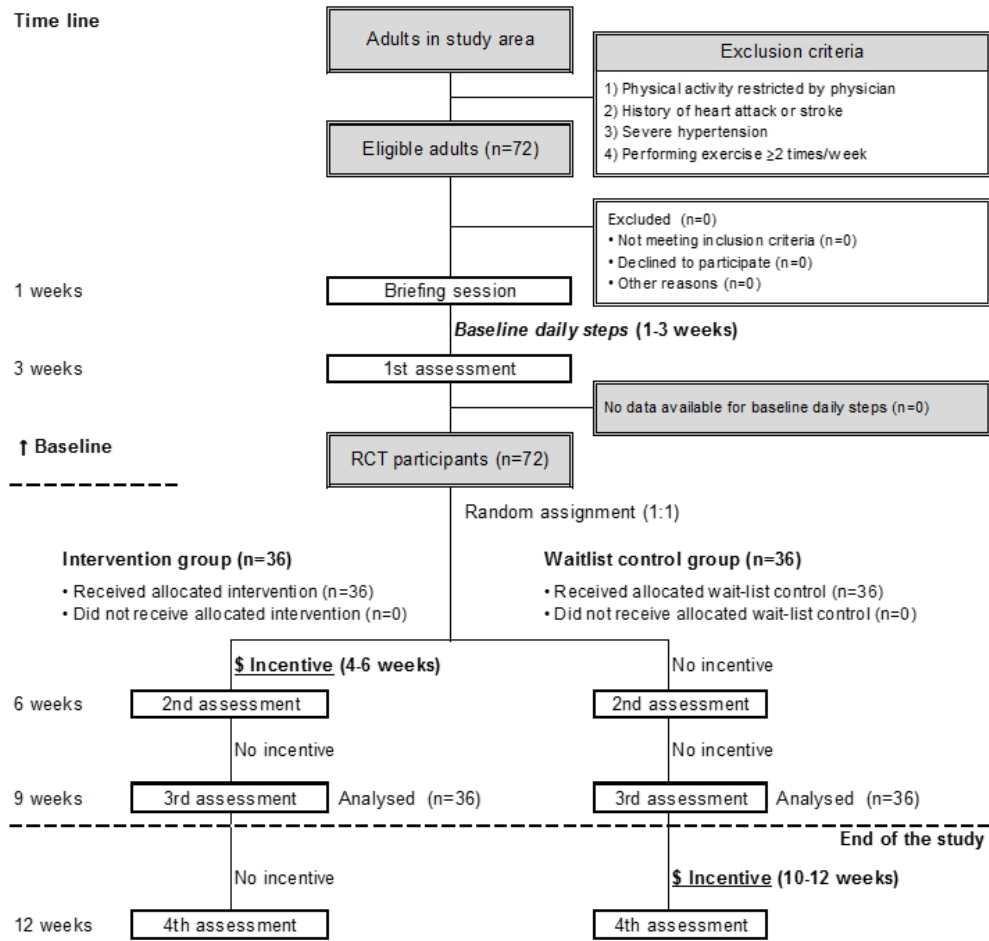 Time line
Adults in study area
Exclusion criteria
1) Physical activity restricted by physician
2) History of heart attack or stroke
3) Severe hypertension
4) Performing exercise ≥2 times/week
Eligible adults (n=72)
Excluded (n=0)
• Not meeting inclusion criteria (n=0)
• Declined to participate (n=0)
• Other reasons (n=0)
1 weeks
Briefing session
Baseline daily steps (1-3 weeks)
3 weeks
1st assessment
No data available for baseline daily steps (n=0)
↑ Baseline
RCT participants (n=72)
Random assignment (1:1)
Intervention group (n=36)
• Received allocated intervention (n=36)
• Did not receive allocated intervention (n=0)
Waitlist control group (n=36)
• Received allocated wait-list control (n=36)
• Did not receive allocated wait-list control (n=0)
$ Incentive (4-6 weeks)
No incentive
6 weeks
2nd assessment
2nd assessment
No incentive
No incentive
9 weeks
3rd assessment
Analysed (n=36)
3rd assessment
Analysed (n=36)
End of the study
No incentive
$ Incentive (10-12 weeks)
12 weeks
4th assessment
4th assessment